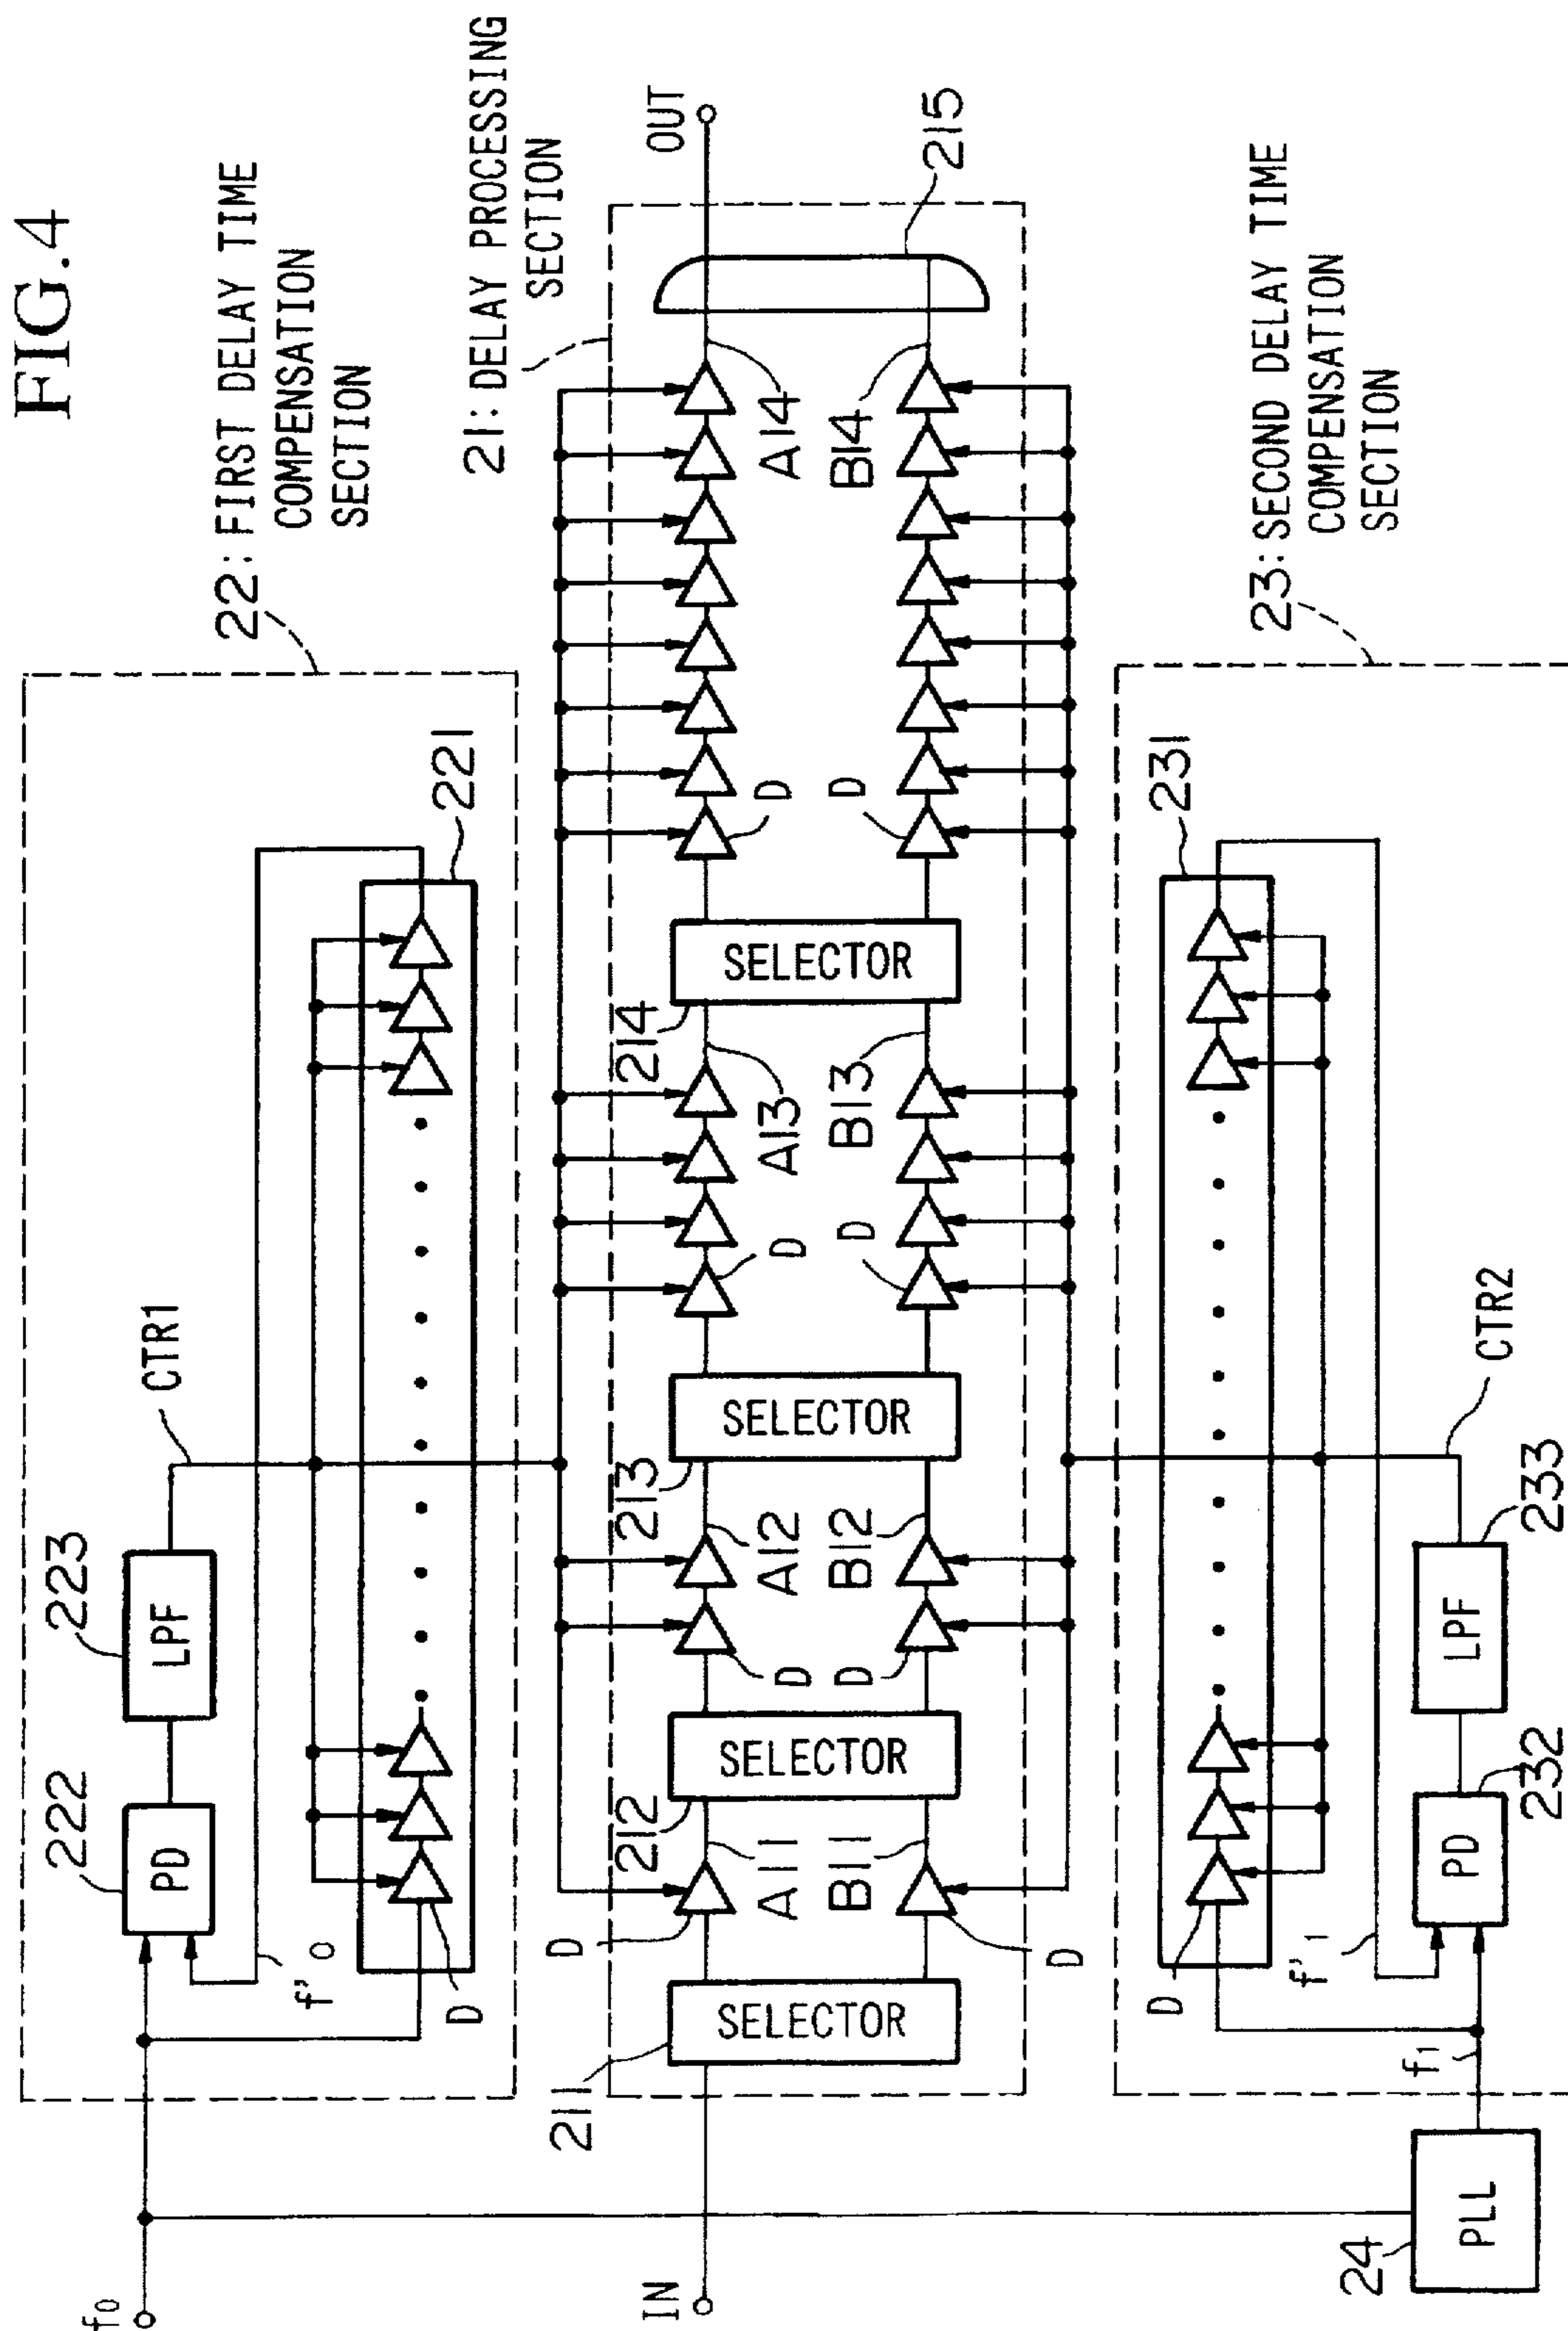 FIG.4
22: FIRST DELAY TIME
COMPENSATION
SECTION
222
PD
223
LPF
CTR1
221
f'0
D
f0
21: DELAY PROCESSING
SECTION
IN
OUT
211
SELECTOR
D
A11
B11
D
212
SELECTOR
D
D
A12
B12
213
SELECTOR
D
D
A13
B13
214
SELECTOR
D
D
A14
B14
215
23: SECOND DELAY TIME
COMPENSATION
SECTION
231
D
f'1
f1
232
PD
233
LPF
CTR2
24
PLL